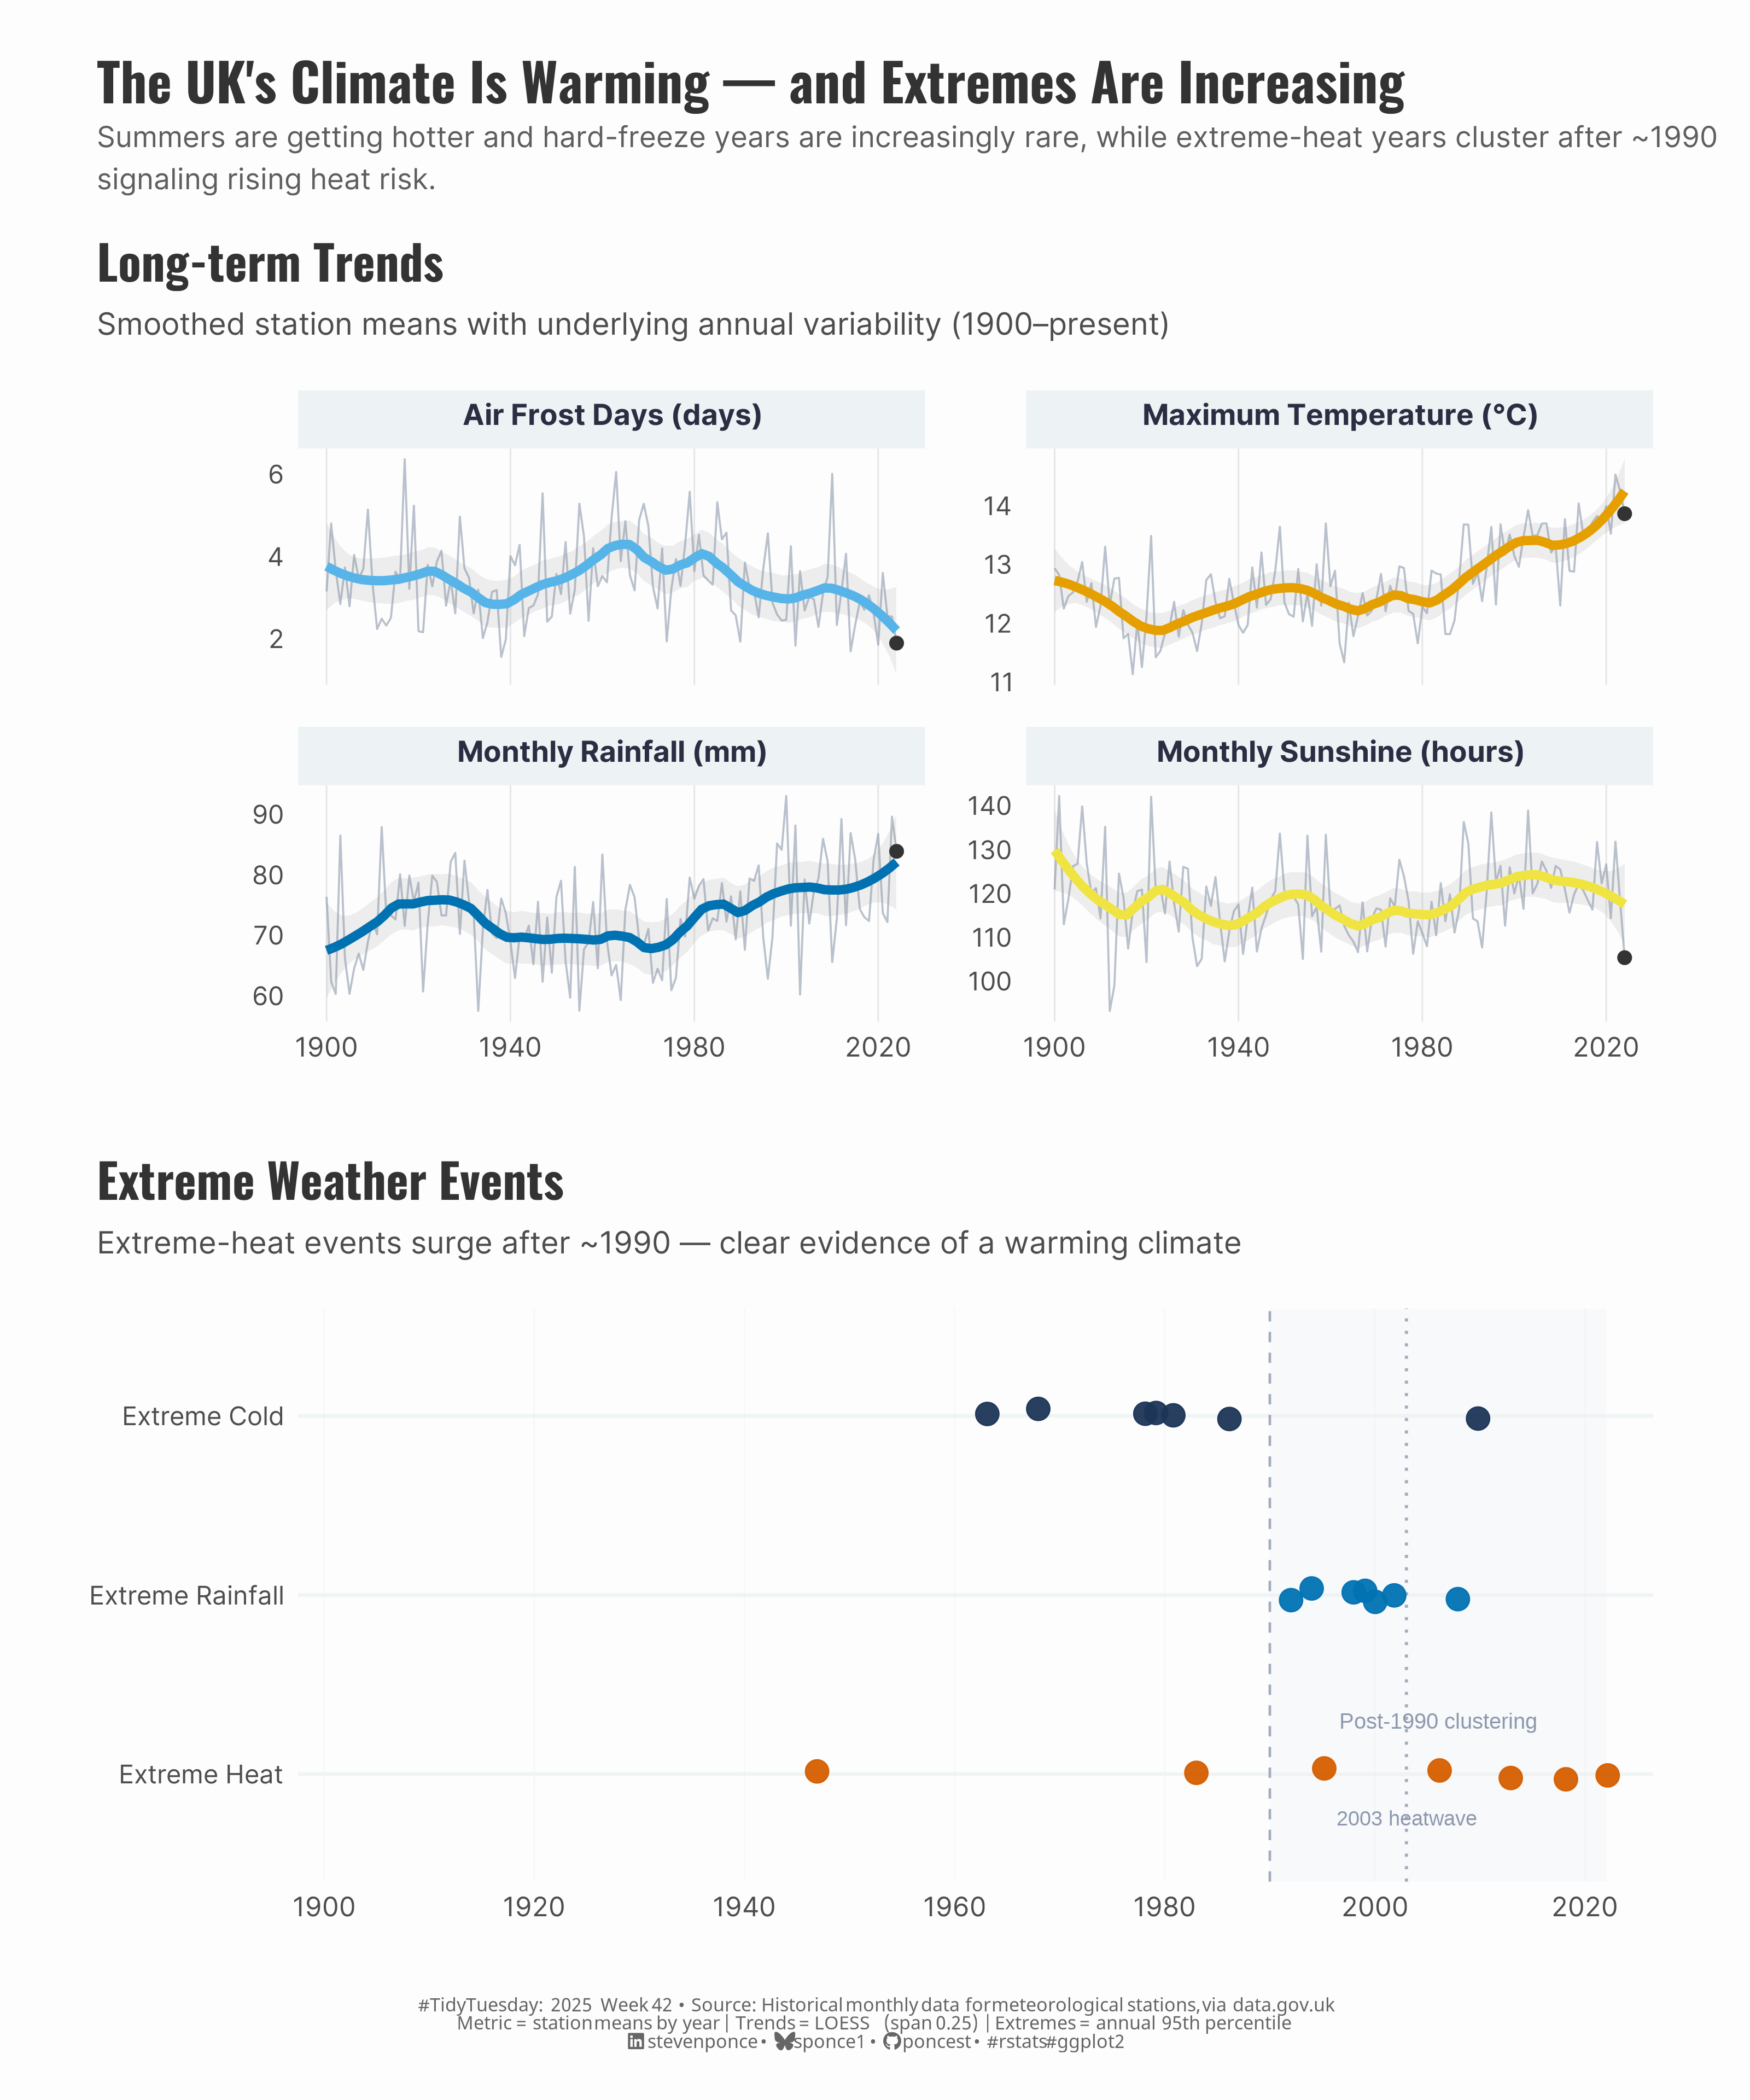 The UK's Climate Is Warming — and Extremes Are Increasing
Summers are getting hotter and hard-freeze years are increasingly rare, while extreme-heat years cluster after ~1990
signaling rising heat risk.
Long-term Trends
Smoothed station means with underlying annual variability (1900–present)
Air Frost Days (days)
Maximum Temperature (°C)
6
4
2
14
13
12
11
Monthly Rainfall (mm)
Monthly Sunshine (hours)
90
80
70
60
140
130
120
110
100
1900 1940 1980 2020
1900 1940 1980 2020
Extreme Weather Events
Extreme-heat events surge after ~1990 — clear evidence of a warming climate
Extreme Cold
Extreme Rainfall
Post-1990 clustering
Extreme Heat
2003 heatwave
1900 1920 1940 1960 1980 2000 2020
#TidyTuesday: 2025 Week 42 • Source: Historical monthly data for meteorological stations, via data.gov.uk
Metric = station means by year | Trends = LOESS (span 0.25) | Extremes = annual 95th percentile
stevenponce • sponce1 • poncest • #rstats #ggplot2